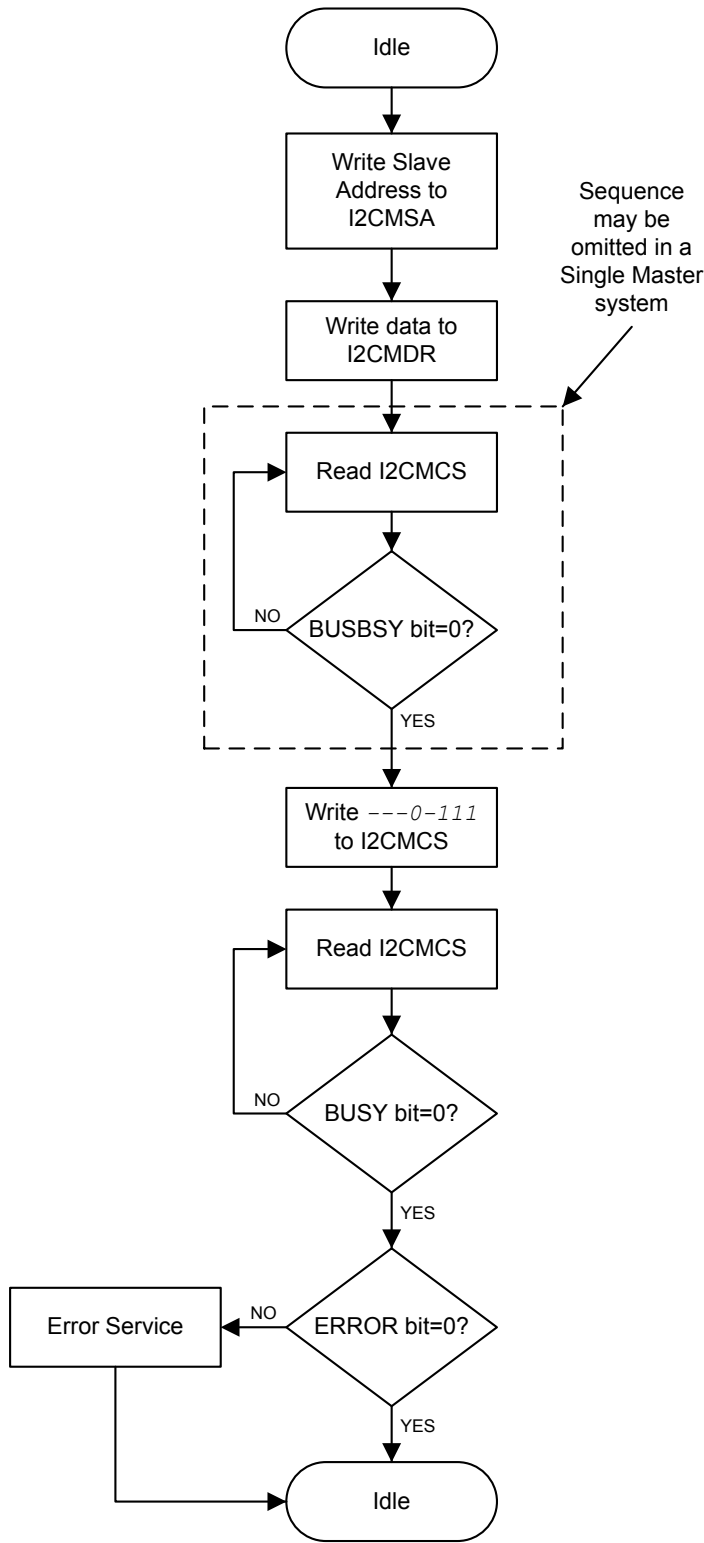 Idle
Write Slave
Address to
I2CMSA
Sequence
may be
omitted in a
Single Master
system
Write data to
I2CMDR
Read I2CMCS
NO
BUSBSY bit=0?
YES
Write ---0-111
to I2CMCS
Read I2CMCS
NO
BUSY bit=0?
YES
Error Service
NO
ERROR bit=0?
YES
Idle